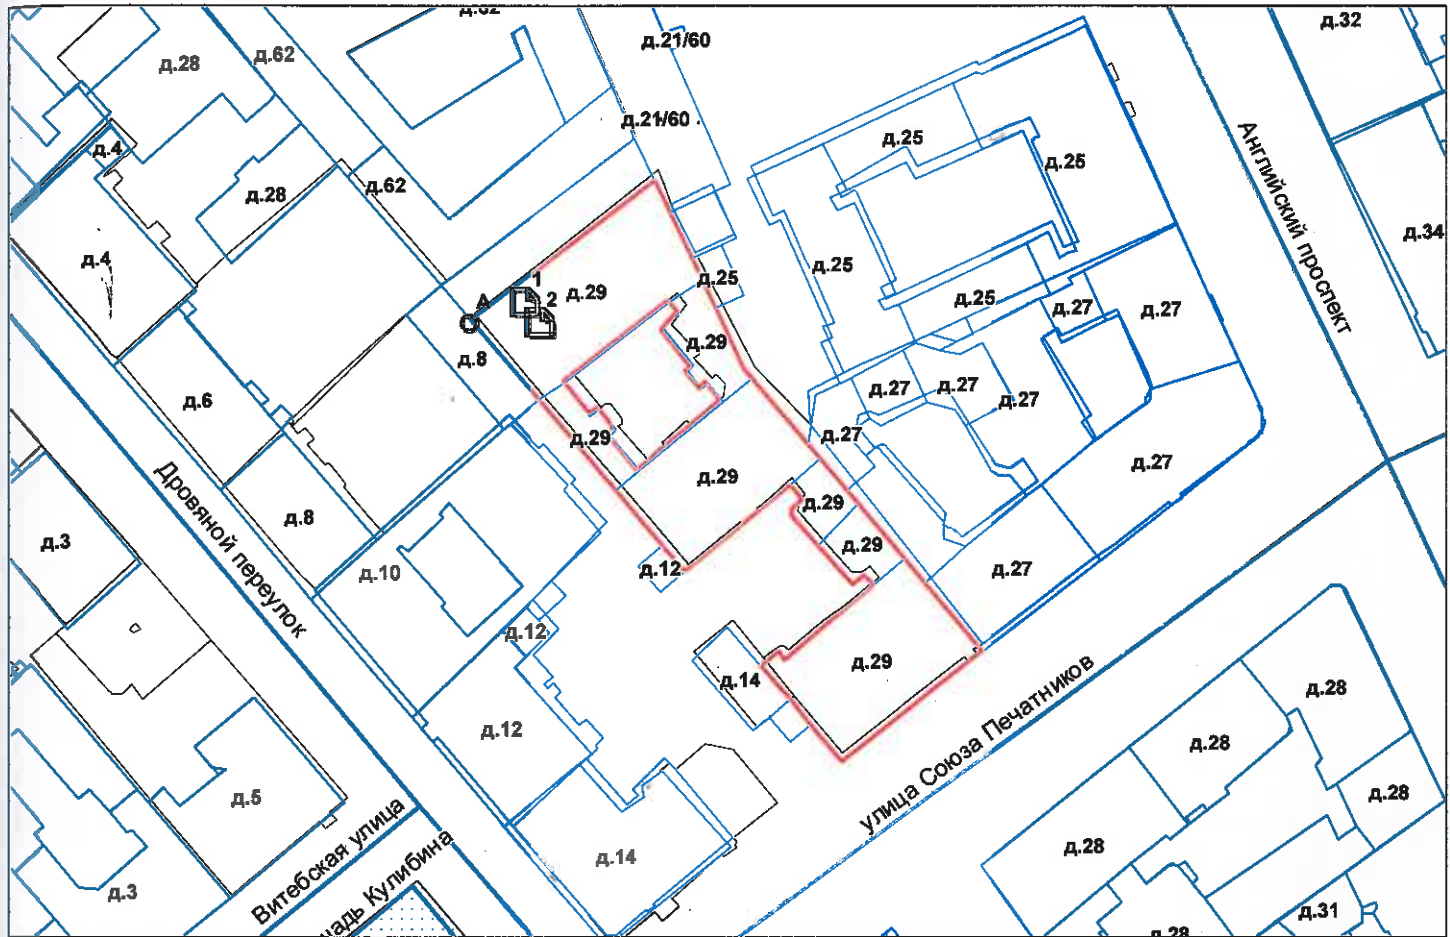 д.62
д.21/60
д.32
д.28
д.62
д.21/60
д.25
Английский проспект
д.4
д.25
д.28
д.62
д.34
д.4
д.25
д.25
1
д.29
2
А
д.25
д.27
д.27
д.29
д.8
д.27
д.27
д.27
д.6
д.29
д.27
д.27
д.29
д.29
д.8
д.3
д.29
Дровяной переулок
д.10
д.12
д.27
д.12
д.29
д.14
д.28
д.12
д.28
улица Союза Печатников
д.5
д.28
д.28
д.14
Витебская улица
д.3
щадь Кулибина
д.31
д.28